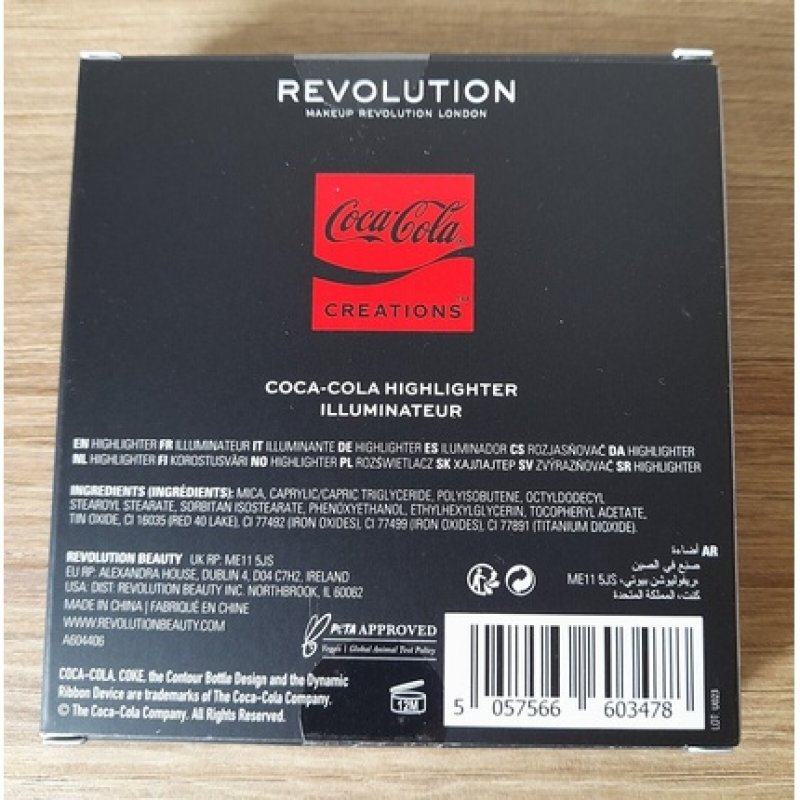 REVOLUTION
MAKEUP REVOLUTION LONDON
Coca-Cola
CREATIONS™
COCA-COLA HIGHLIGHTER
ILLUMINATEUR
EN HIGHLIGHTER FR ILLUMINATEUR IT ILLUMINANTE DE HIGHLIGHTER ES ILUMINADOR CS ROZJASŇOVAČ DA HIGHLIGHTER
NL HIGHLIGHTER FI KOROSTUSVÄRI NO HIGHLIGHTER PL ROZŚWIETLACZ SK ХАЈЛАЈТЕР SV ZVÝRAZŇOVAČ SR HIGHLIGHTER
INGREDIENTS (INGRÉDIENTS): MICA, CAPRYLIC/CAPRIC TRIGLYCERIDE, POLYISOBUTENE, OCTYLDODECYL
STEAROYL STEARATE, SORBITAN ISOSTEARATE, PHENOXYETHANOL, ETHYLHEXYLGLYCERIN, TOCOPHERYL ACETATE,
TIN OXIDE, CI 16035 (RED 40 LAKE), CI 77492 (IRON OXIDES), CI 77499 (IRON OXIDES), CI 77891 (TITANIUM DIOXIDE).
REVOLUTION BEAUTY UK RP: ME11 5JS
EU RP: ALEXANDRA HOUSE, DUBLIN 4, D04 C7H2, IRELAND
USA: DIST: REVOLUTION BEAUTY INC. NORTHBROOK, IL 60062
MADE IN CHINA | FABRIQUÉ EN CHINE
WWW.REVOLUTIONBEAUTY.COM
A604406
AR أضاءة
صنع في الصين
ريفوليوشن بيوتي، ME11 5JS
كنت، المملكة المتحدة
PETA APPROVED
Vegan | Global Animal Test Policy
COCA-COLA, COKE, the Contour Bottle Design and the Dynamic
Ribbon Device are trademarks of The Coca-Cola Company.
© The Coca-Cola Company. All Rights Reserved.
12M
5 057566 603478